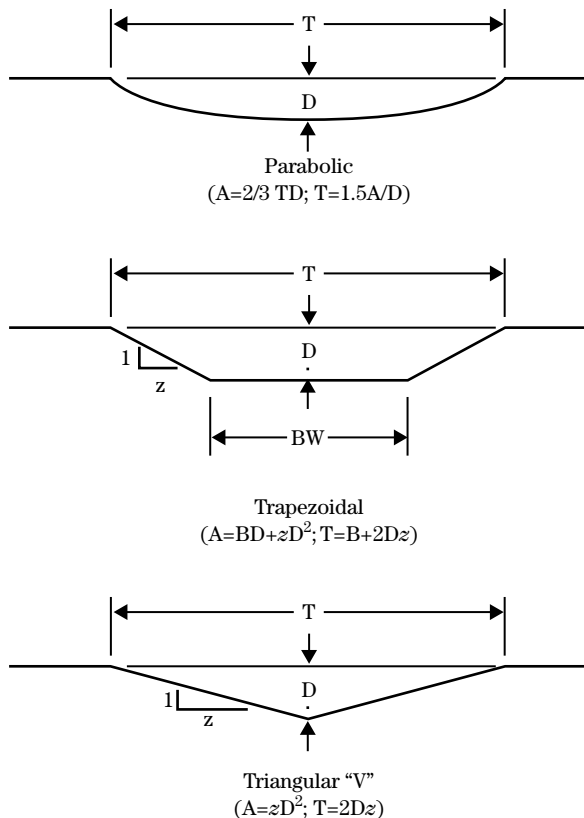 T
D
Parabolic
(A=2/3 TD; T=1.5A/D)
T
D
1
z
BW
Trapezoidal
(A=BD+zD²; T=B+2Dz)
T
D
1
z
Triangular “V”
(A=zD²; T=2Dz)